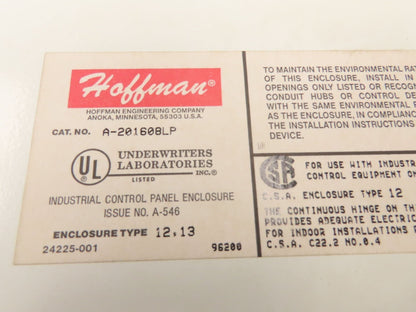 Hoffman®
HOFFMAN ENGINEERING COMPANY
ANOKA, MINNESOTA, 55303 U.S.A.
CAT. NO. A-201608LP
UL
UNDERWRITERS
LABORATORIES
INC.®
LISTED
INDUSTRIAL CONTROL PANEL ENCLOSURE
ISSUE NO. A-546
ENCLOSURE TYPE 12,13
24225-001 96200
TO MAINTAIN THE ENVIRONMENTAL RAT
OF THIS ENCLOSURE, INSTALL IN
OPENINGS ONLY LISTED OR RECOGN
CONDUIT HUBS OR CONTROL DE
WITH THE SAME ENVIRONMENTAL
ENCLOSURE, IN COMPLIANC
THE INSTALLATION INSTRUCTIONS
DEVICE.
FOR USE WITH INDUSTR
CONTROL EQUIPMENT ON
C.S.A. ENCLOSURE TYPE 12
THE CONTINUOUS HINGE ON TH
PROVIDES ADEQUATE ELECTRIC
FOR INDOOR INSTALLATIONS
C.S.A. C22.2 NO.0.4